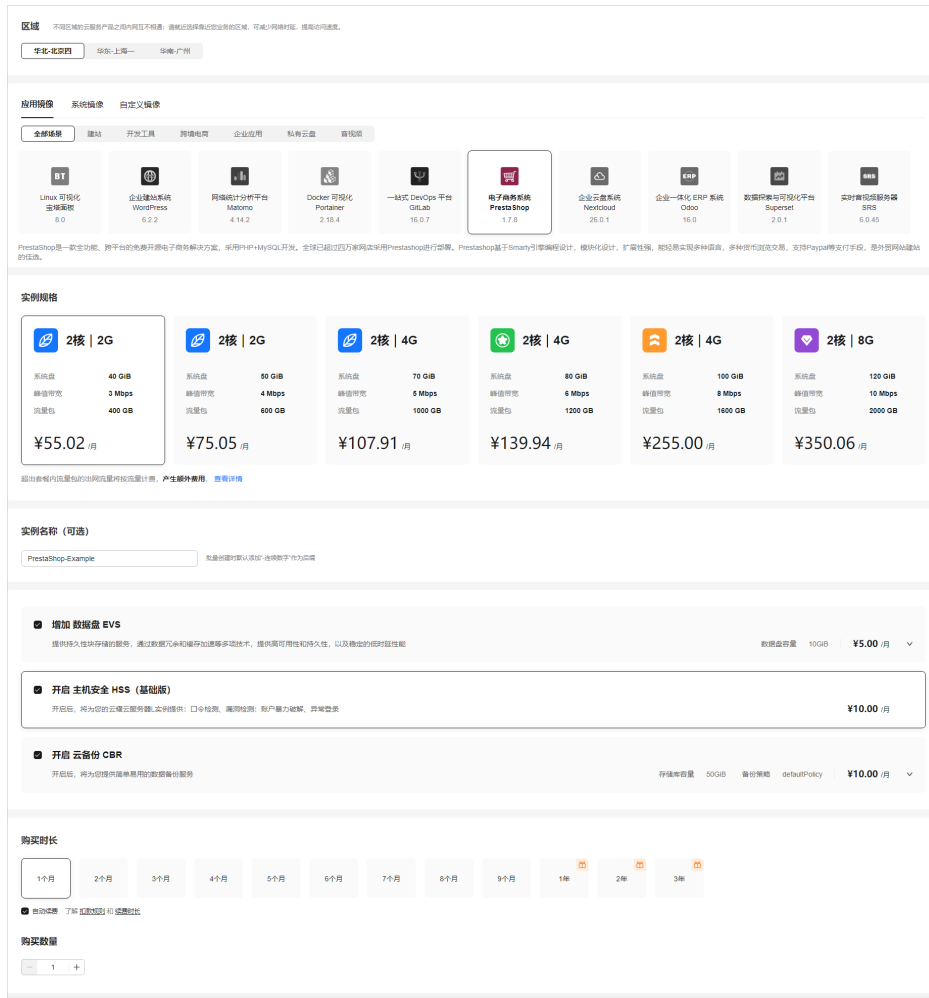 区域 不同区域的云服务产品之间内网互不相通；请就近选择靠近您业务的区域，可减少网络时延，提高访问速度。
华北-北京四 华东-上海一 华南-广州
应用镜像 系统镜像 自定义镜像
全部场景 建站 开发工具 跨境电商 企业应用 私有云盘 音视频
BT ERP SRS
Linux 可视化 企业建站系统 网络统计分析平台 Docker 可视化 一站式 DevOps 平台 电子商务系统 企业云盘系统 企业一体化 ERP 系统 数据探索与可视化平台 实时音视频服务器
宝塔面板 WordPress Matomo Portainer GitLab PrestaShop Nextcloud Odoo Superset SRS
8.0 6.2.2 4.14.2 2.18.4 16.0.7 1.7.8 26.0.1 16.0 2.0.1 6.0.45
PrestaShop是一款全功能、跨平台的免费开源电子商务解决方案，采用PHP+MySQL开发。全球已超过四万家网店采用Prestashop进行部署。Prestashop基于Smarty引擎编程设计，模块化设计，扩展性强，能轻易实现多种语言，多种货币浏览交易，支持Paypal等支付手段，是外贸网站建站
的佳选。
实例规格
2核 | 2G 2核 | 2G 2核 | 4G 2核 | 4G 2核 | 4G 2核 | 8G
系统盘 40 GiB 系统盘 50 GiB 系统盘 70 GiB 系统盘 80 GiB 系统盘 100 GiB 系统盘 120 GiB
峰值带宽 3 Mbps 峰值带宽 4 Mbps 峰值带宽 5 Mbps 峰值带宽 6 Mbps 峰值带宽 8 Mbps 峰值带宽 10 Mbps
流量包 400 GB 流量包 600 GB 流量包 1000 GB 流量包 1200 GB 流量包 1600 GB 流量包 2000 GB
¥55.02 /月 ¥75.05 /月 ¥107.91 /月 ¥139.94 /月 ¥255.00 /月 ¥350.06 /月
超出套餐内流量包的出网流量将按流量计费，产生额外费用， 查看详情
实例名称（可选）
PrestaShop-Example 批量创建时默认添加“-连续数字”作为后缀
增加 数据盘 EVS
提供持久性块存储的服务，通过数据冗余和缓存加速等多项技术，提供高可用性和持久性，以及稳定的低时延性能 数据盘容量 10GiB ¥5.00 /月
开启 主机安全 HSS（基础版）
开启后，将为您的云耀云服务器L实例提供：口令检测、漏洞检测；账户暴力破解、异常登录 ¥10.00 /月
开启 云备份 CBR
开启后，将为您提供简单易用的数据备份服务 存储库容量 50GiB 备份策略 defaultPolicy ¥10.00 /月
购买时长
1个月 2个月 3个月 4个月 5个月 6个月 7个月 8个月 9个月 1年 2年 3年
自动续费 了解 扣款规则 和 续费时长
购买数量
− 1 +